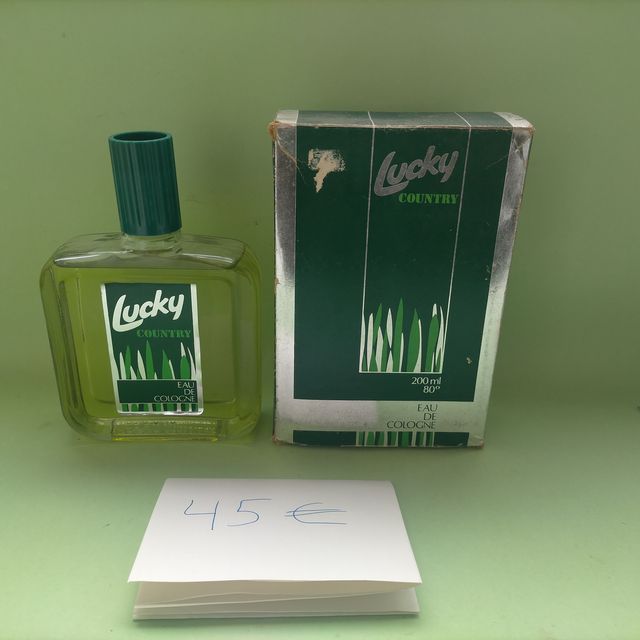 Lucky
COUNTRY
EAU
DE
COLOGNE
Lucky
COUNTRY
200 ml
80°
EAU
DE
COLOGNE
45 €